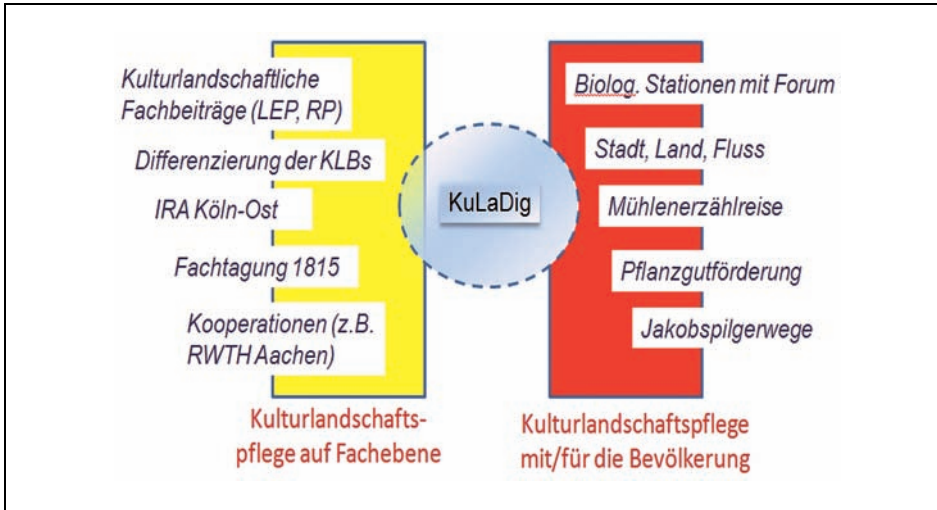 Kulturlandschaftliche
Fachbeiträge (LEP, RP)
Differenzierung der KLBs
IRA Köln-Ost
Fachtagung 1815
Kooperationen (z.B.
RWTH Aachen)
Kulturlandschafts-
pflege auf Fachebene
KuLaDig
Biolog. Stationen mit Forum
Stadt, Land, Fluss
Mühlenerzählreise
Pflanzgutförderung
Jakobspilgerwege
Kulturlandschaftspflege
mit/für die Bevölkerung